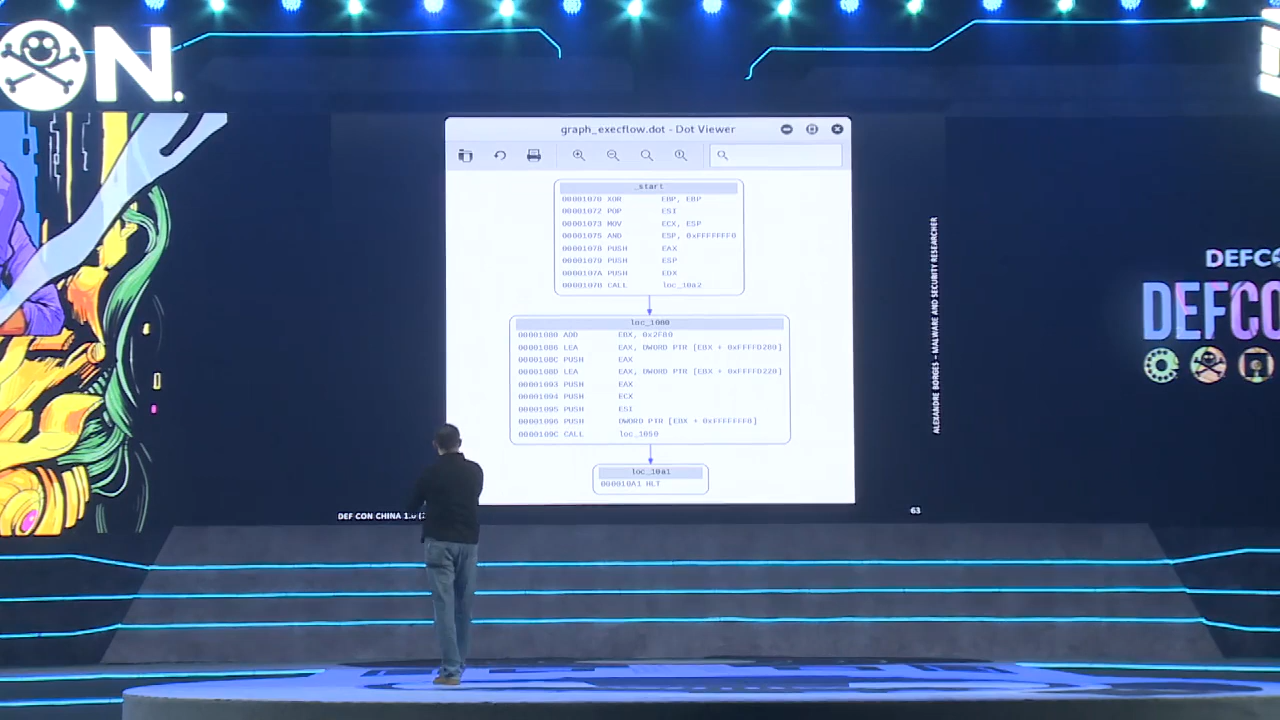 ON.
graph_execflow.dot - Dot Viewer
_start
00001070 XOR EBP, EBP
00001072 POP ESI
00001073 MOV ECX, ESP
00001075 AND ESP, 0xFFFFFFF0
00001078 PUSH EAX
00001079 PUSH ESP
0000107A PUSH EDX
0000107B CALL loc_10a2
loc_1080
00001080 ADD EBX, 0x2F80
00001086 LEA EAX, DWORD PTR [EBX + 0xFFFFD280]
0000108C PUSH EAX
0000108D LEA EAX, DWORD PTR [EBX + 0xFFFFD220]
00001093 PUSH EAX
00001094 PUSH ECX
00001095 PUSH ESI
00001096 PUSH DWORD PTR [EBX + 0xFFFFFFF8]
0000109C CALL loc_1050
loc_10a1
000010A1 HLT
ALEXANDRE BORGES – MALWARE AND SECURITY RESEARCHER
DEF CON CHINA 1.0
63
DEFC
DEFCO